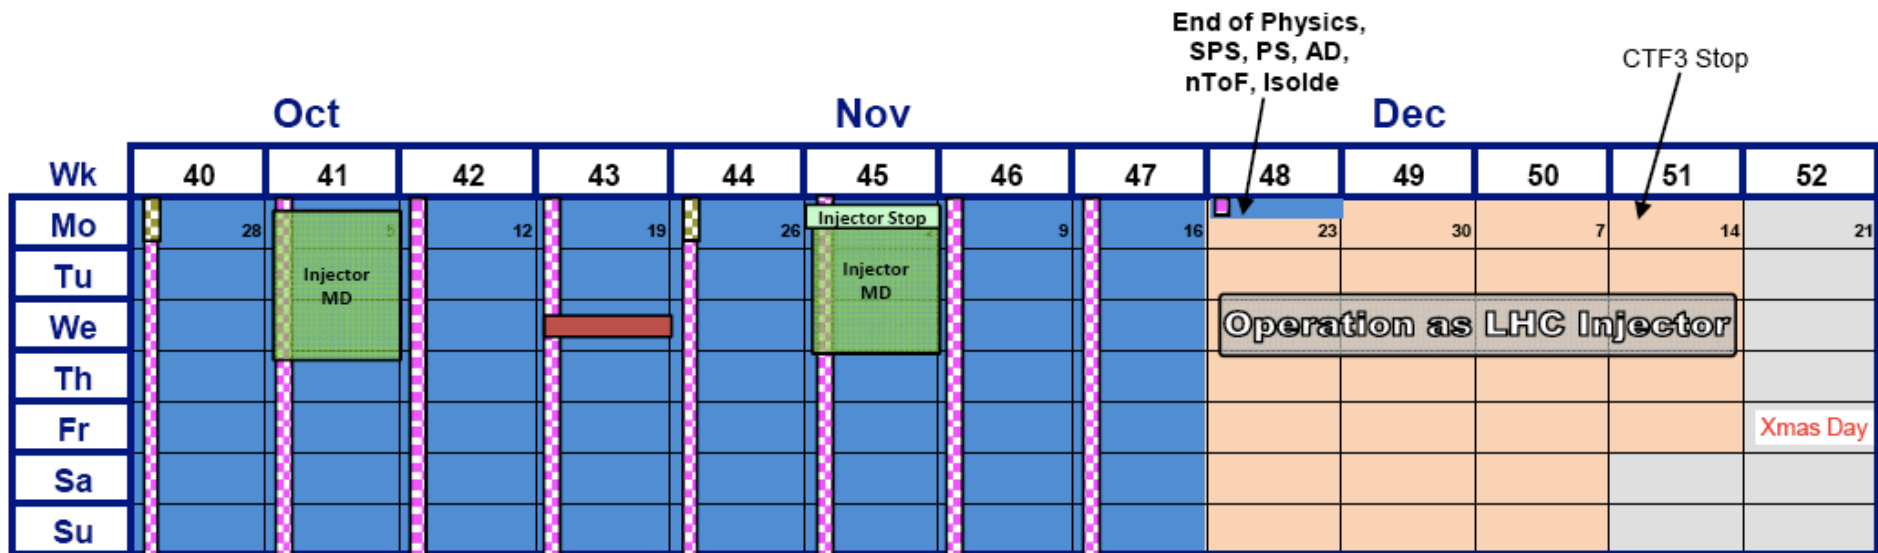 End of Physics,
SPS, PS, AD,
nToF, Isolde
CTF3 Stop
Oct Nov Dec
Wk 40 41 42 43 44 45 46 47 48 49 50 51 52
Injector Stop
Mo 28 5 12 19 26 2 9 16 23 30 7 14 21
Tu Injector Injector
MD MD
We Operation as LHC Injector
Th
Fr Xmas Day
Sa
Su